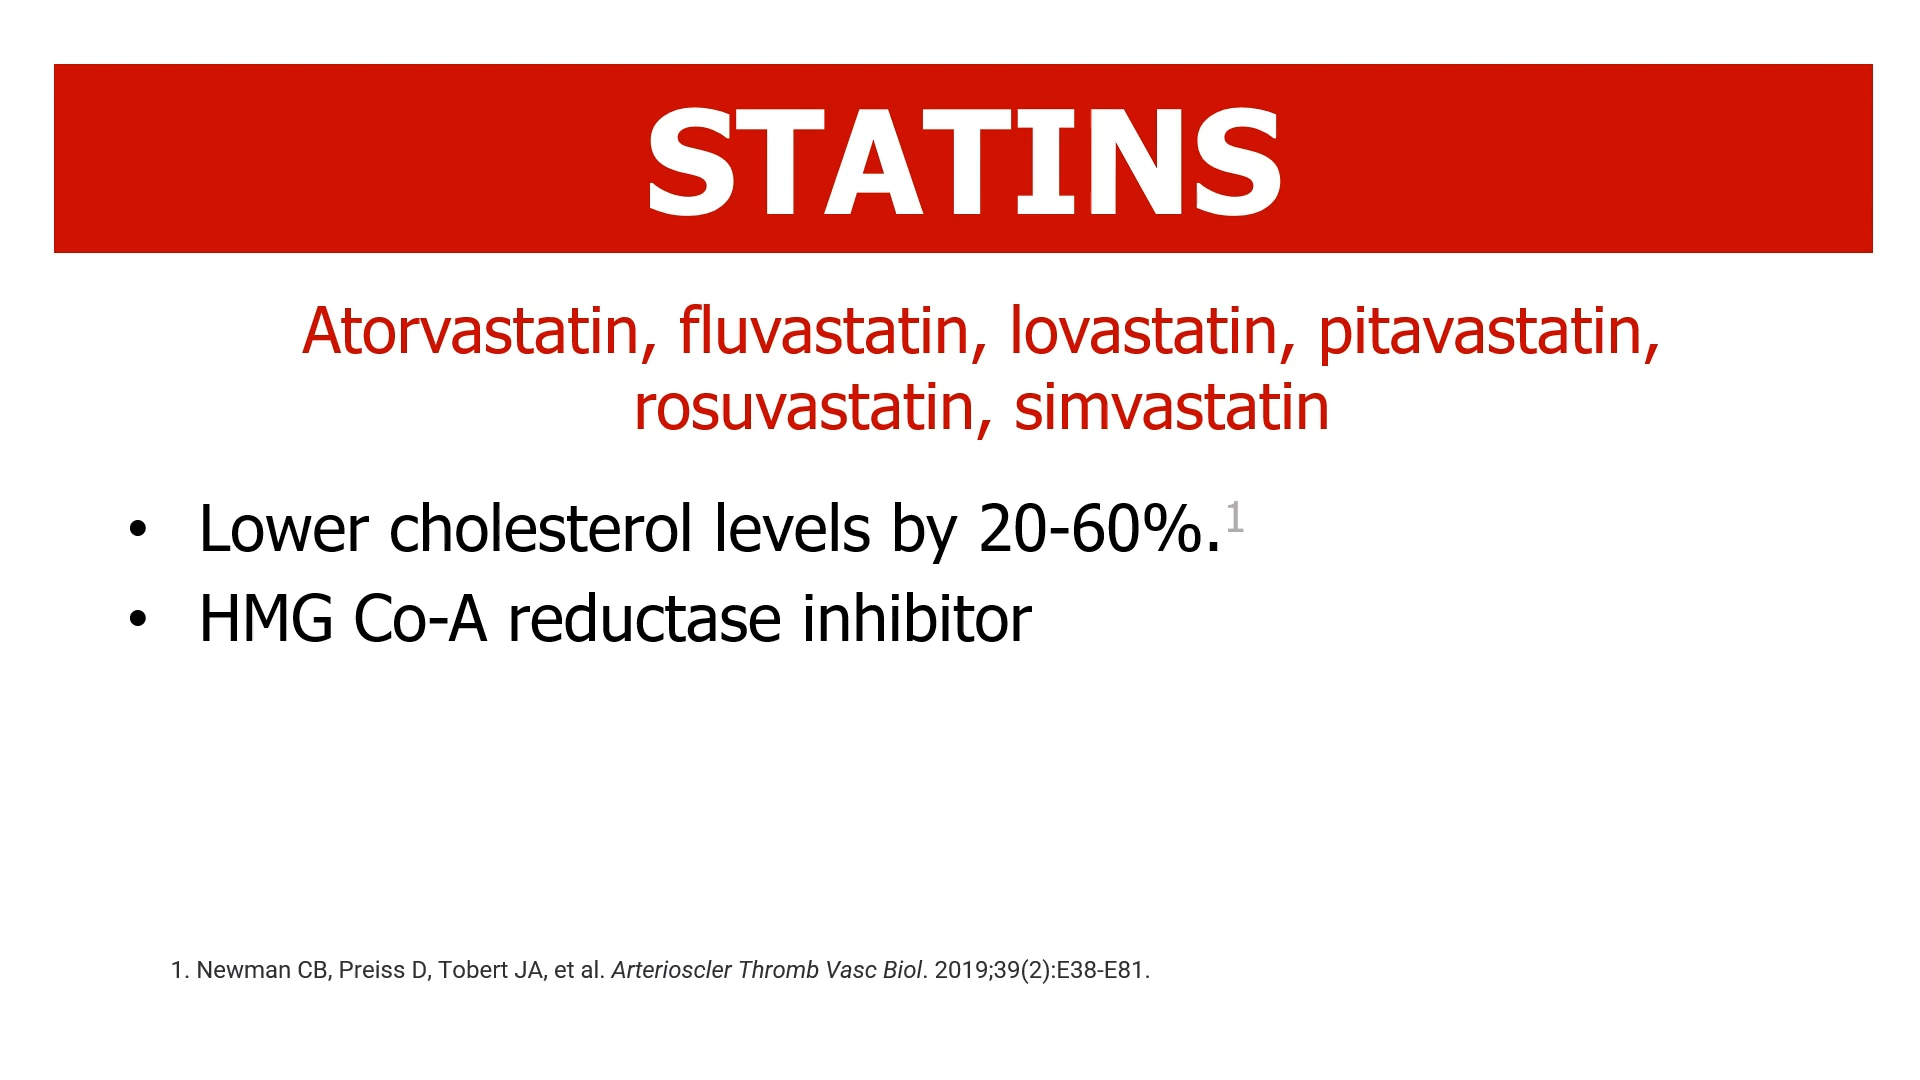 STATINS
Atorvastatin, fluvastatin, lovastatin, pitavastatin,
rosuvastatin, simvastatin
• Lower cholesterol levels by 20-60%.1
• HMG Co-A reductase inhibitor
1. Newman CB, Preiss D, Tobert JA, et al. Arterioscler Thromb Vasc Biol. 2019;39(2):E38-E81.